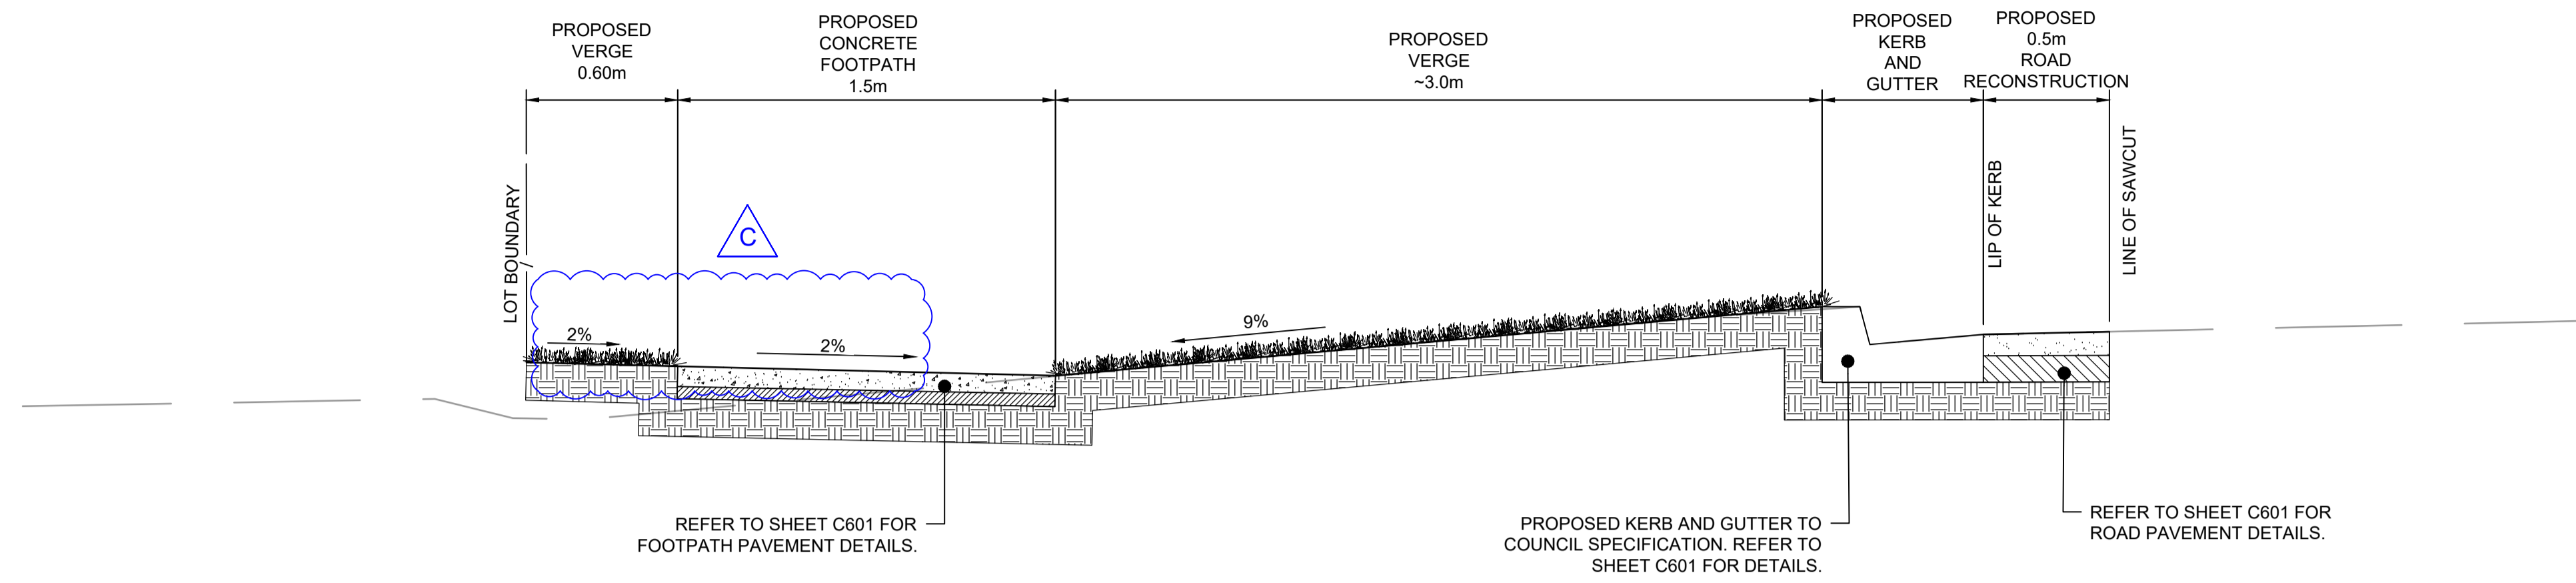 PROPOSED
VERGE
0.60m
PROPOSED
CONCRETE
FOOTPATH
1.5m
PROPOSED
VERGE
~3.0m
PROPOSED
KERB
AND
GUTTER
PROPOSED
0.5m
ROAD
RECONSTRUCTION
LOT BOUNDARY
C
LIP OF KERB
LINE OF SAWCUT
2%
2%
9%
REFER TO SHEET C601 FOR
FOOTPATH PAVEMENT DETAILS.
PROPOSED KERB AND GUTTER TO
COUNCIL SPECIFICATION. REFER TO
SHEET C601 FOR DETAILS.
REFER TO SHEET C601 FOR
ROAD PAVEMENT DETAILS.